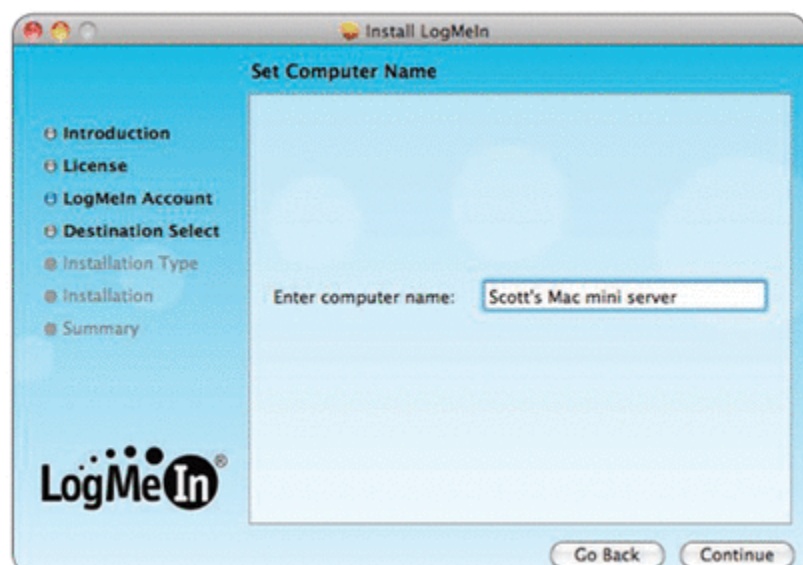 Install LogMeIn
Set Computer Name
Introduction
License
LogMeIn Account
Destination Select
Installation Type
Installation
Summary
Enter computer name: Scott's Mac mini server
LogMeIn®
Go Back Continue